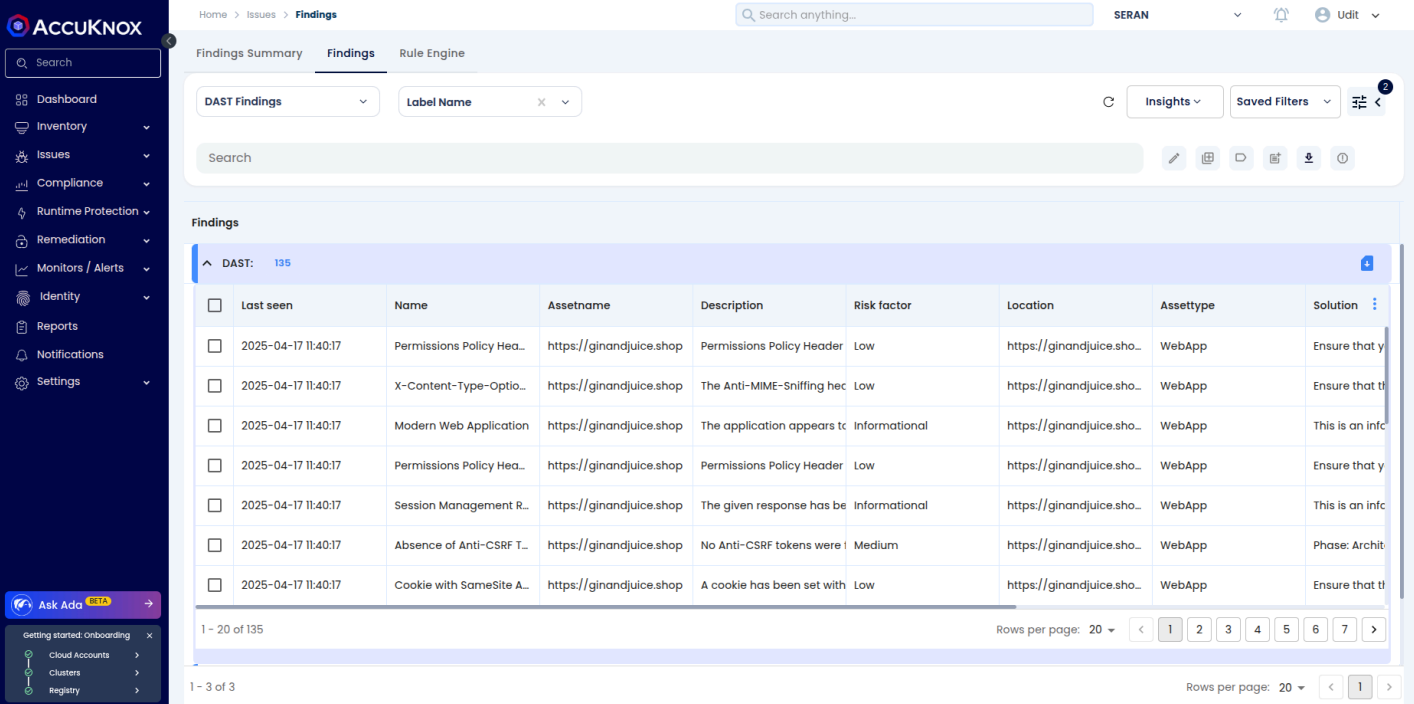 ACCUKNOX
Search
Dashboard
Inventory
Issues
Compliance
Runtime Protection
Remediation
Monitors / Alerts
Identity
Reports
Notifications
Settings
Ask Ada BETA
Getting started: Onboarding
Cloud Accounts
Clusters
Registry
Home Issues Findings
Search anything...
SERAN
Udit
Findings Summary Findings Rule Engine
DAST Findings
Label Name
Insights
Saved Filters
2
Search
Findings
DAST: 135
Last seen Name Assetname Description Risk factor Location Assettype Solution
2025-04-17 11:40:17 Permissions Policy Hea... https://ginandjuice.shop Permissions Policy Header Low https://ginandjuice.sho... WebApp Ensure that y
2025-04-17 11:40:17 X-Content-Type-Optio... https://ginandjuice.shop The Anti-MIME-Sniffing hec Low https://ginandjuice.sho... WebApp Ensure that th
2025-04-17 11:40:17 Modern Web Application https://ginandjuice.shop The application appears to Informational https://ginandjuice.sho... WebApp This is an info
2025-04-17 11:40:17 Permissions Policy Hea... https://ginandjuice.shop Permissions Policy Header Low https://ginandjuice.sho... WebApp Ensure that y
2025-04-17 11:40:17 Session Management R... https://ginandjuice.shop The given response has be Informational https://ginandjuice.sho... WebApp This is an info
2025-04-17 11:40:17 Absence of Anti-CSRF T... https://ginandjuice.shop No Anti-CSRF tokens were f Medium https://ginandjuice.sho... WebApp Phase: Archit
2025-04-17 11:40:17 Cookie with SameSite A... https://ginandjuice.shop A cookie has been set with Low https://ginandjuice.sho... WebApp Ensure that th
1 - 20 of 135 Rows per page: 20 1 2 3 4 5 6 7
1 - 3 of 3 Rows per page: 20 1